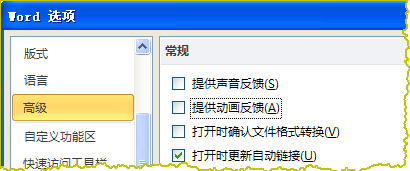 Word 选项
版式
语言
高级
自定义功能区
快速访问工具栏
常规
提供声音反馈(S)
提供动画反馈(A)
打开时确认文件格式转换(V)
打开时更新自动链接(U)